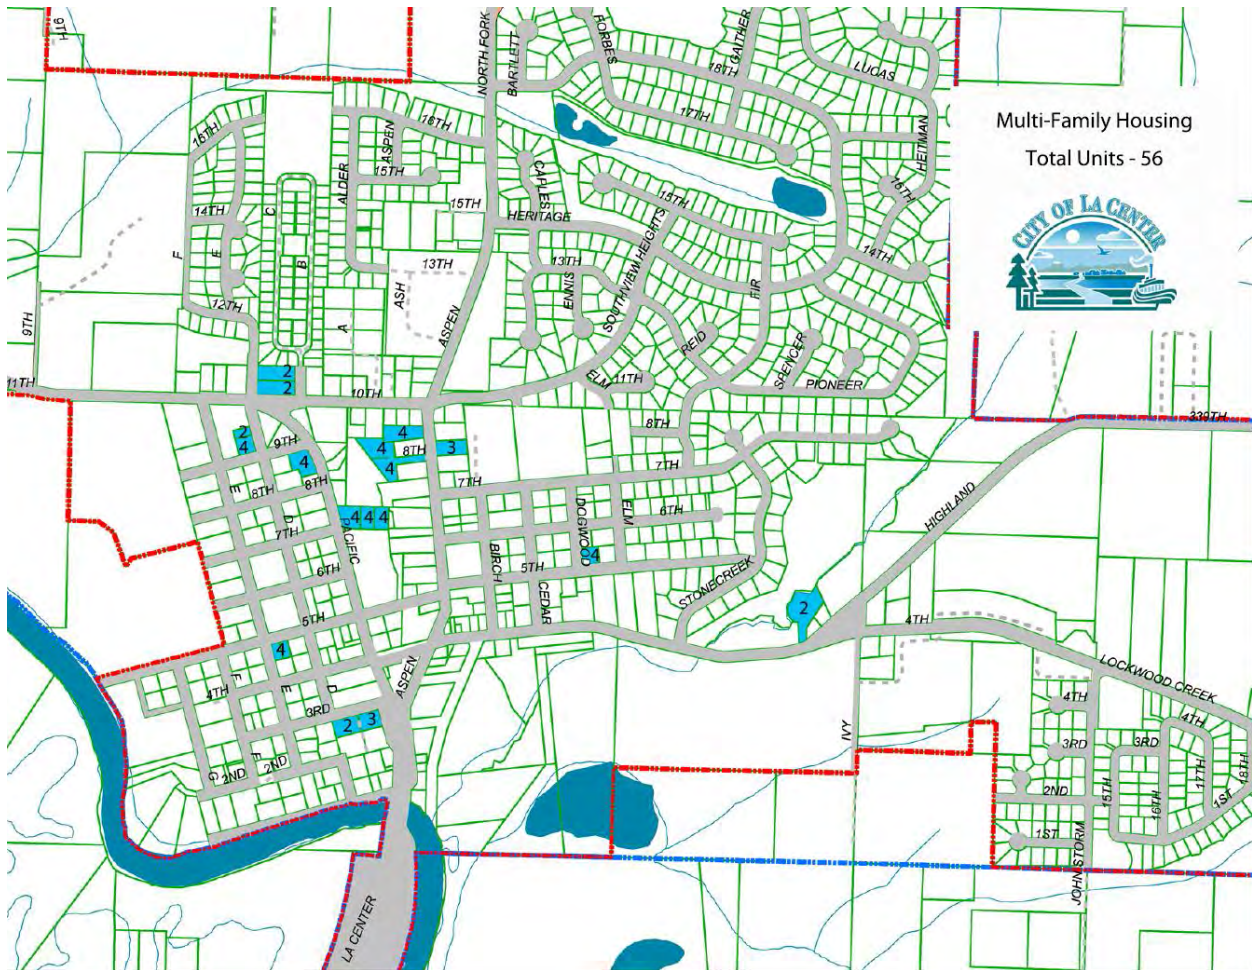 9TH
NORTH FORK
BARTLETT
FORBES
GAITHER
18TH
LUCAS
17TH
HEITMAN
Multi-Family Housing
Total Units - 56
CITY OF LA CENTER
16TH
ASPEN
16TH
ALDER
15TH
15TH
CAPLES
HERITAGE
15TH
SOUTHVIEW HEIGHTS
15TH
14TH
14TH
C
F
E
B
13TH
ASH
13TH
ENNIS
FIR
12TH
A
9TH
ASPEN
REID
SPENCER
11TH
2
2
10TH
ELM
11TH
PIONEER
339TH
2
4
9TH
4
4
8TH
3
4
4
8TH
7TH
E
8TH
8TH
7TH
D
4
4
4
PACIFIC
7TH
DOGWOOD
ELM
6TH
HIGHLAND
BIRCH
4
5TH
CEDAR
STONECREEK
6TH
5TH
2
4TH
4
F
4TH
E
D
ASPEN
LOCKWOOD CREEK
3RD
2
3
IVY
4TH
4TH
3RD
3RD
F
G
2ND
2ND
2ND
15TH
16TH
17TH
18TH
1ST
1ST
JOHN STORM
LA CENTER